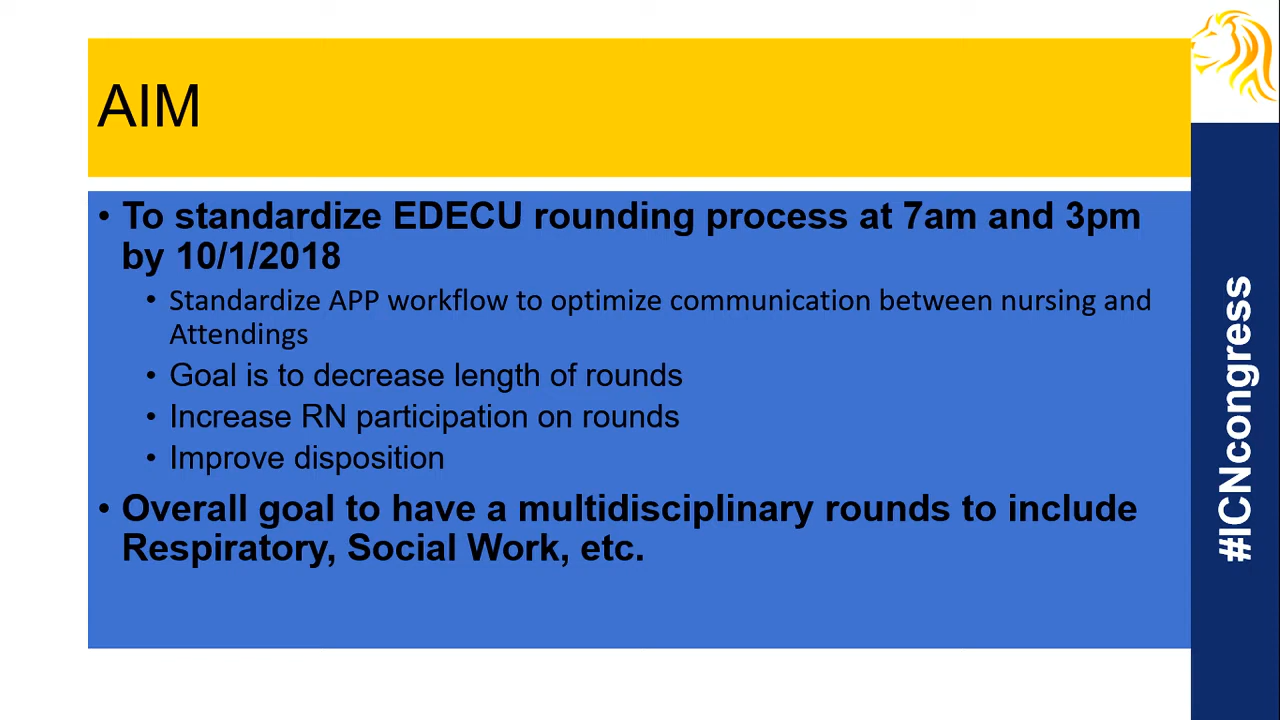 AIM
• To standardize EDECU rounding process at 7am and 3pm
by 10/1/2018
• Standardize APP workflow to optimize communication between nursing and
Attendings
• Goal is to decrease length of rounds
• Increase RN participation on rounds
• Improve disposition
• Overall goal to have a multidisciplinary rounds to include
Respiratory, Social Work, etc.
#ICNcongress